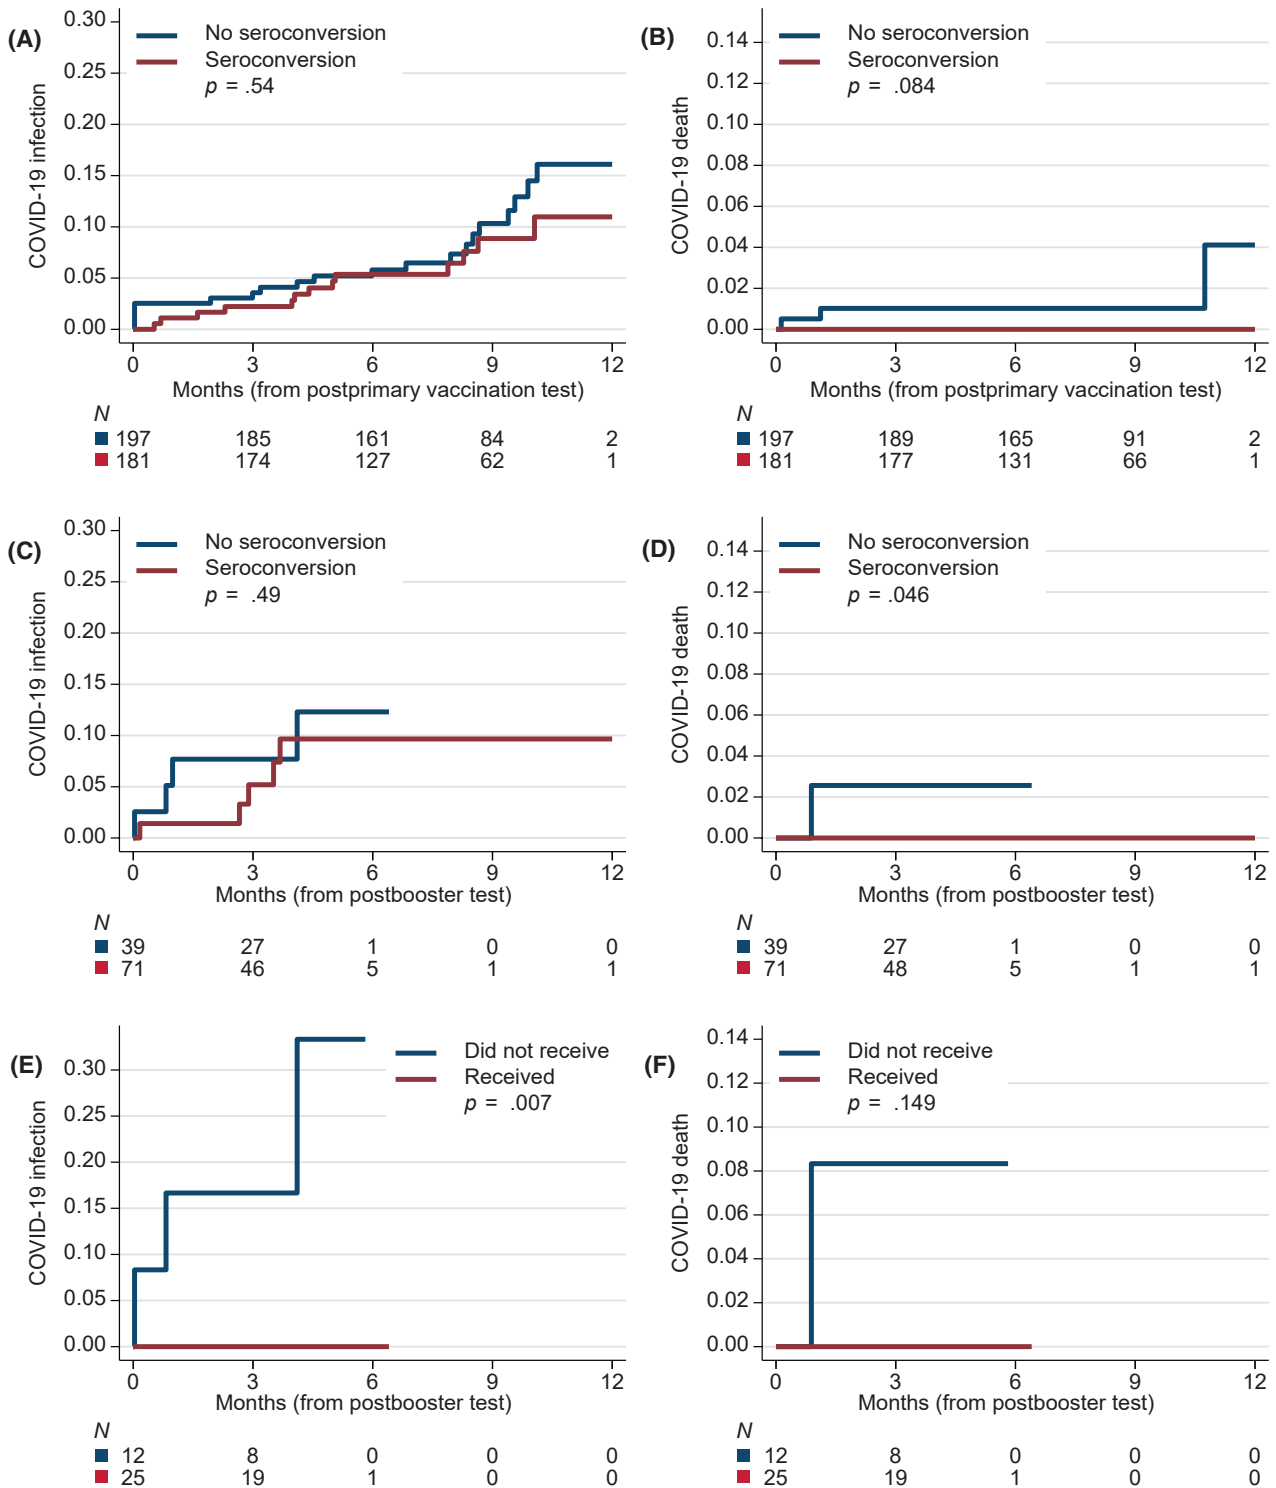 (A)
No seroconversion
Seroconversion
p = .54
COVID-19 infection
0.30
0.25
0.20
0.15
0.10
0.05
0.00
0 3 6 9 12
Months (from postprimary vaccination test)
N
197 185 161 84 2
181 174 127 62 1
(B)
No seroconversion
Seroconversion
p = .084
COVID-19 death
0.14
0.12
0.10
0.08
0.06
0.04
0.02
0.00
0 3 6 9 12
Months (from postprimary vaccination test)
N
197 189 165 91 2
181 177 131 66 1
(C)
No seroconversion
Seroconversion
p = .49
COVID-19 infection
0.30
0.25
0.20
0.15
0.10
0.05
0.00
0 3 6 9 12
Months (from postbooster test)
N
39 27 1 0 0
71 46 5 1 1
(D)
No seroconversion
Seroconversion
p = .046
COVID-19 death
0.14
0.12
0.10
0.08
0.06
0.04
0.02
0.00
0 3 6 9 12
Months (from postbooster test)
N
39 27 1 0 0
71 48 5 1 1
(E)
Did not receive
Received
p = .007
COVID-19 infection
0.30
0.25
0.20
0.15
0.10
0.05
0.00
0 3 6 9 12
Months (from postbooster test)
N
12 8 0 0 0
25 19 1 0 0
(F)
Did not receive
Received
p = .149
COVID-19 death
0.14
0.12
0.10
0.08
0.06
0.04
0.02
0.00
0 3 6 9 12
Months (from postbooster test)
N
12 8 0 0 0
25 19 1 0 0